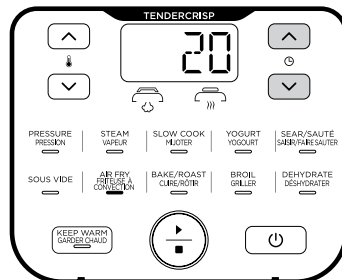 TENDERCRISP
20
PRESSURE STEAM SLOW COOK YOGURT SEAR/SAUTÉ
PRESSION VAPEUR MIJOTER YOGOURT SAISIR/FAIRE SAUTER
SOUS VIDE AIR FRY BAKE/ROAST BROIL DEHYDRATE
FRITEUSE À CUIRE/RÔTIR GRILLER DÉSHYDRATER
CONVECTION
KEEP WARM
GARDER CHAUD